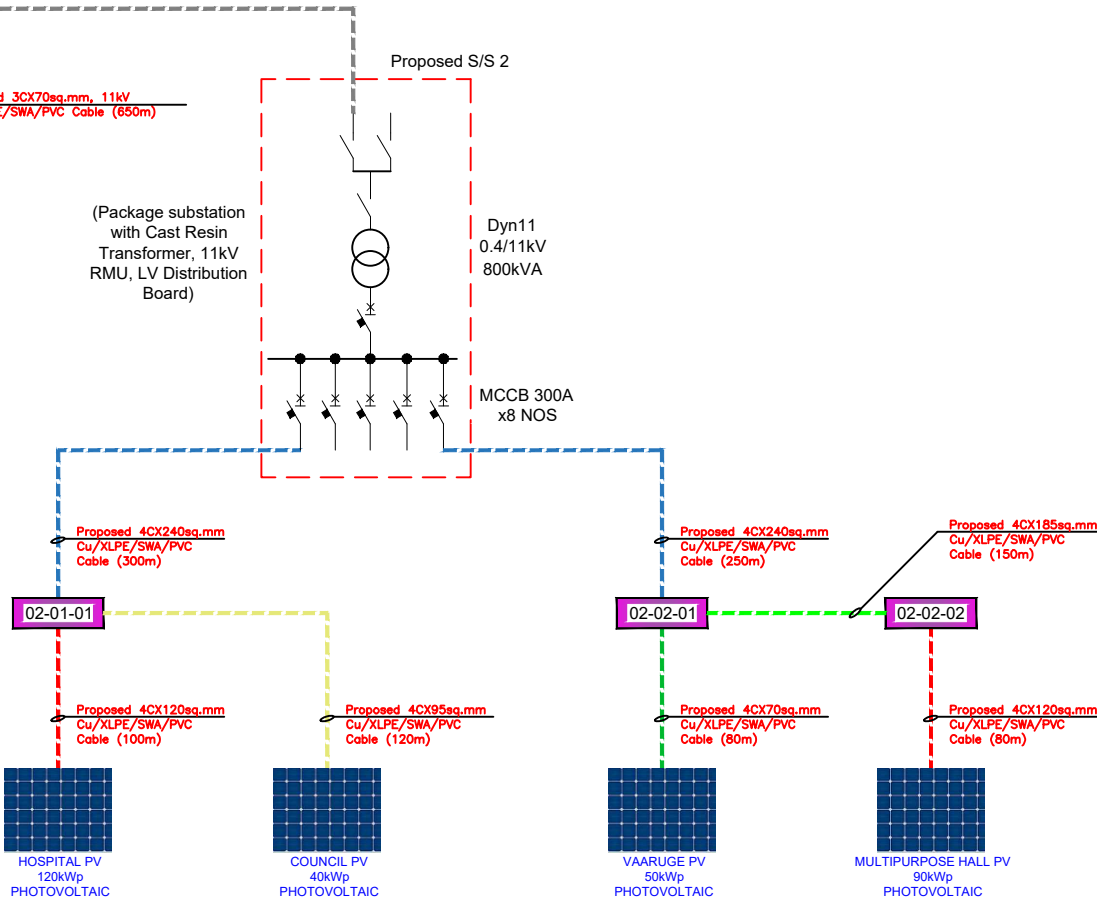 Proposed S/S 2
3CX70sq.mm, 11kV
/SWA/PVC Cable (650m)
(Package substation
with Cast Resin
Transformer, 11kV
RMU, LV Distribution
Board)
Dyn11
0.4/11kV
800kVA
MCCB 300A
x8 NOS
Proposed 4CX240sq.mm
Cu/XLPE/SWA/PVC
Cable (300m)
Proposed 4CX240sq.mm
Cu/XLPE/SWA/PVC
Cable (250m)
Proposed 4CX185sq.mm
Cu/XLPE/SWA/PVC
Cable (150m)
02-01-01
02-02-01
02-02-02
Proposed 4CX120sq.mm
Cu/XLPE/SWA/PVC
Cable (100m)
Proposed 4CX95sq.mm
Cu/XLPE/SWA/PVC
Cable (120m)
Proposed 4CX70sq.mm
Cu/XLPE/SWA/PVC
Cable (80m)
Proposed 4CX120sq.mm
Cu/XLPE/SWA/PVC
Cable (80m)
HOSPITAL PV
120kWp
PHOTOVOLTAIC
COUNCIL PV
40kWp
PHOTOVOLTAIC
VAARUGE PV
50kWp
PHOTOVOLTAIC
MULTIPURPOSE HALL PV
90kWp
PHOTOVOLTAIC